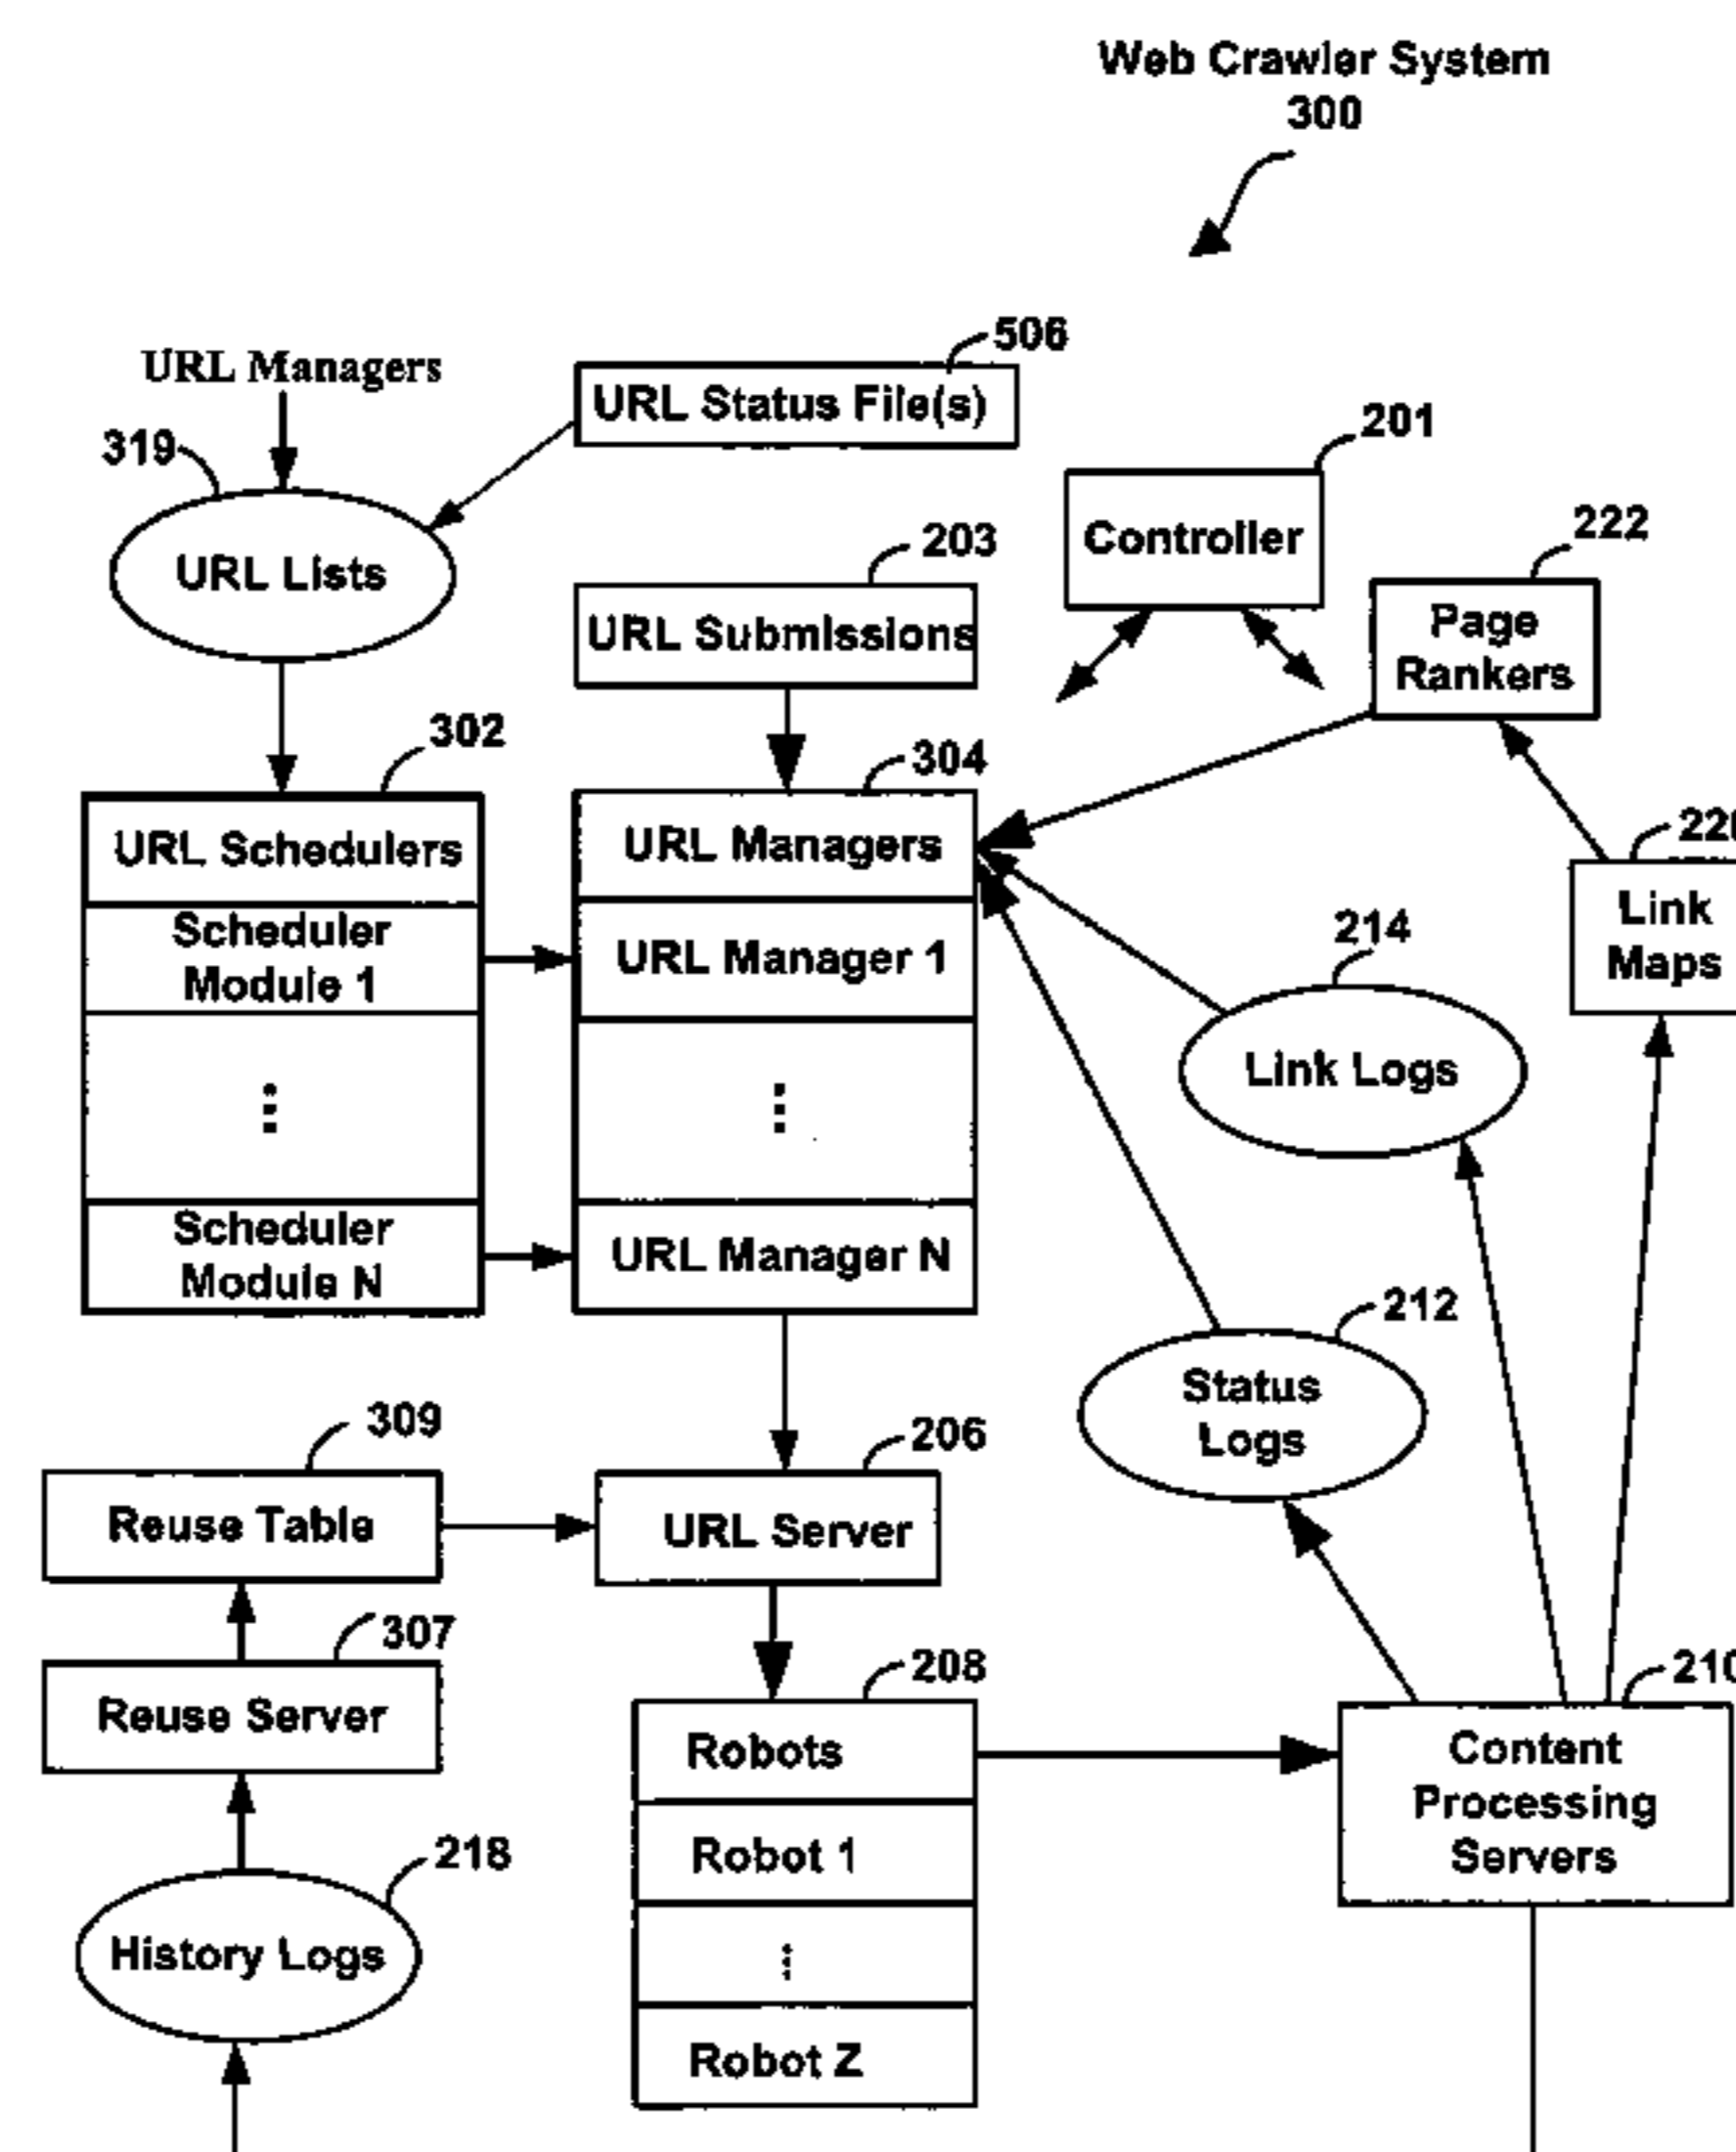 Web Crawler System
300
506
URL Managers
URL Status File(s)
201
319
222
203
Controller
URL Lists
Page
Rankers
URL Submissions
302
304
URL Schedulers
URL Managers
Link
Maps
214
Scheduler
Module 1
URL Manager 1
Link Logs
Scheduler
Module N
URL Manager N
212
Status
Logs
309
206
Reuse Table
URL Server
307
208
Reuse Server
Robots
Content
Processing
Servers
Robot 1
218
History Logs
Robot Z